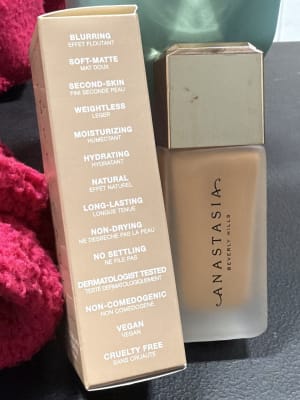 BLURRING
EFFET FLOUTANT
SOFT-MATTE
MAT DOUX
SECOND-SKIN
FINI SECONDE PEAU
WEIGHTLESS
LÉGER
MOISTURIZING
HUMECTANT
HYDRATING
HYDRATANT
NATURAL
EFFET NATUREL
LONG-LASTING
LONGUE TENUE
NON-DRYING
NE DESRÈCHE PAS LA PEAU
NO SETTLING
NE FILE PAS
DERMATOLOGIST TESTED
TESTÉ DERMATOLOGIQUEMENT
NON-COMEDOGENIC
NON COMÉDOGÈNE
VEGAN
VEGAN
CRUELTY FREE
SANS CRUAUTÉ
ANASTASIA
BEVERLY HILLS